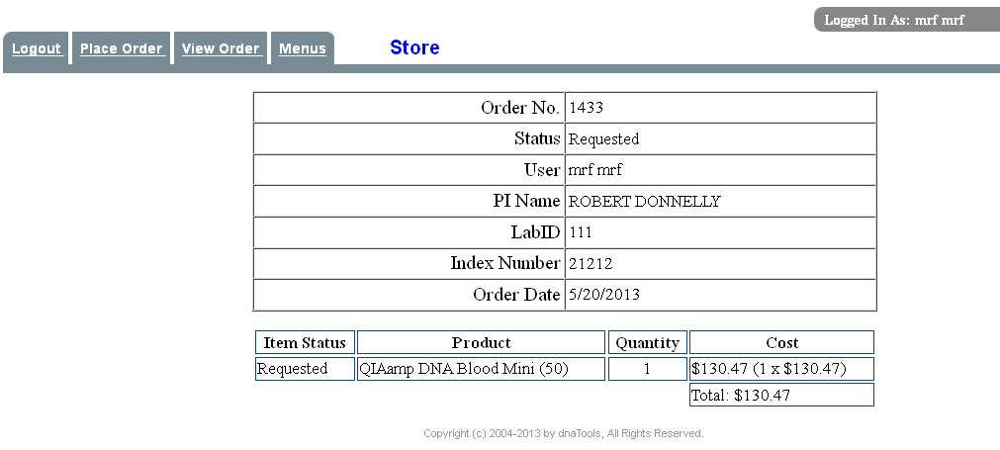 Logged In As: mrf mrf
Logout Place Order View Order Menus Store
Order No. 1433
Status Requested
User mrf mrf
PI Name ROBERT DONNELLY
LabID 111
Index Number 21212
Order Date 5/20/2013
Item Status Product Quantity Cost
Requested QIAamp DNA Blood Mini (50) 1 $130.47 (1 x $130.47)
Total: $130.47
Copyright (c) 2004-2013 by dnaTools, All Rights Reserved.